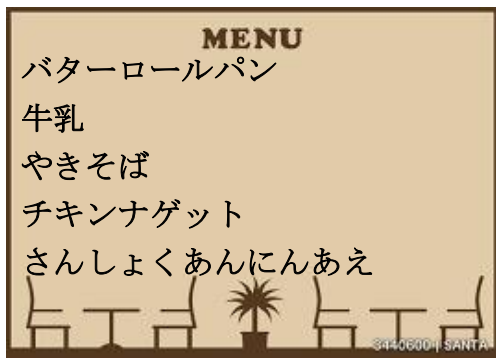 MENU
バターロールパン
牛乳
やきそば
チキンナゲット
さんしょくあんにんあえ
3440600 | SANTA